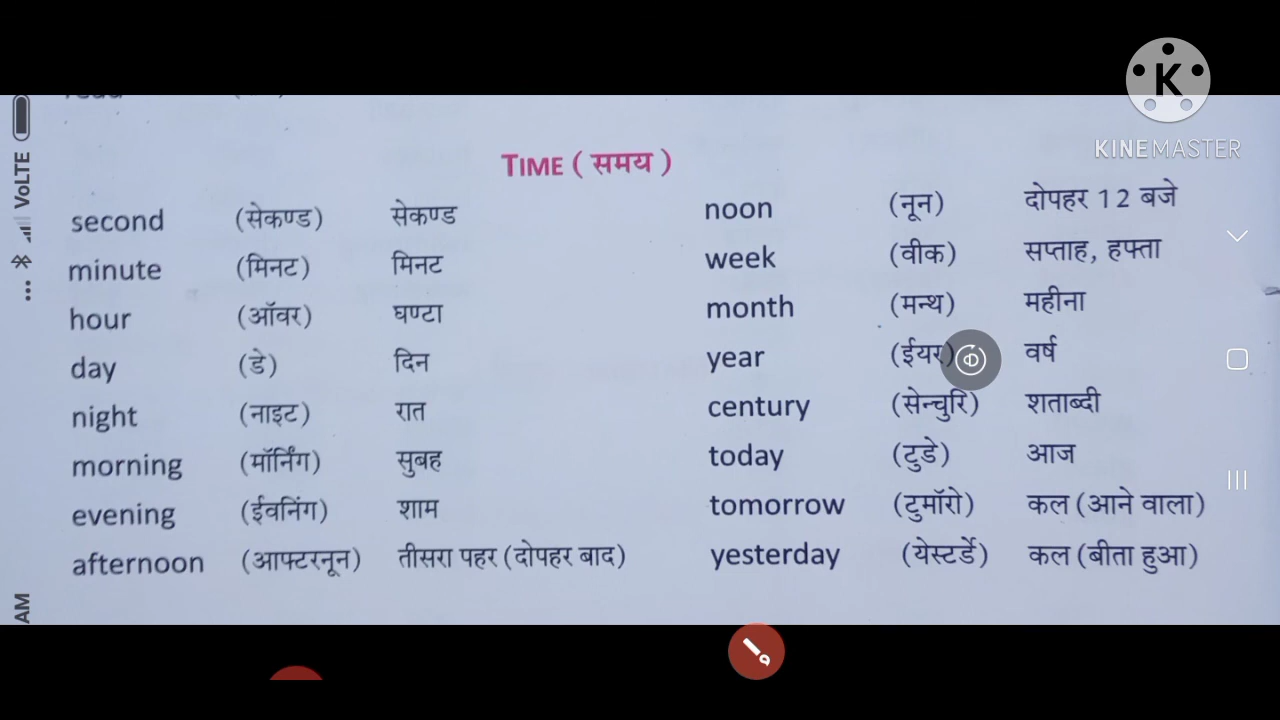 KINEMASTER
VoLTE
AM
TIME ( समय )
second (सेकण्ड) सेकण्ड
minute (मिनट) मिनट
hour (ऑवर) घण्टा
day (डे) दिन
night (नाइट) रात
morning (मॉर्निंग) सुबह
evening (ईवनिंग) शाम
afternoon (आफ्टरनून) तीसरा पहर (दोपहर बाद)
noon (नून) दोपहर 12 बजे
week (वीक) सप्ताह, हफ्ता
month (मन्थ) महीना
year (ईयर) वर्ष
century (सेन्चुरि) शताब्दी
today (टुडे) आज
tomorrow (टुमॉरो) कल (आने वाला)
yesterday (येस्टर्डे) कल (बीता हुआ)